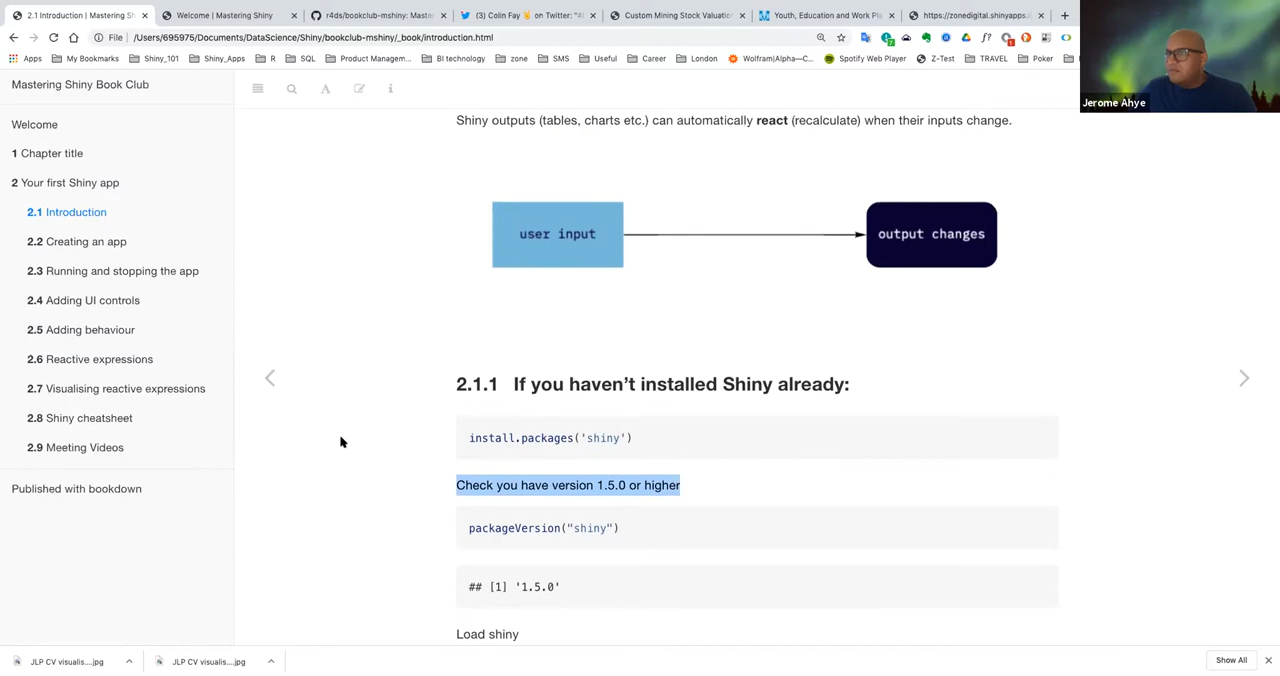 2.1 Introduction | Mastering Sh
Welcome | Mastering Shiny
r4ds/bookclub-mshiny: Master
(3) Colin Fay 🤘 on Twitter: "#
Custom Mining Stock Valuation
Youth, Education and Work Pl
https://zonedigital.shinyapps.i
File
/Users/695975/Documents/DataScience/Shiny/bookclub-mshiny/_book/introduction.html
Apps My Bookmarks Shiny_101 Shiny_Apps R SQL Product Managem... BI technology zone SMS Useful Career London Wolfram|Alpha—C... Spotify Web Player Z-Test TRAVEL Poker
Jerome Ahye
Mastering Shiny Book Club
Welcome
1 Chapter title
2 Your first Shiny app
2.1 Introduction
2.2 Creating an app
2.3 Running and stopping the app
2.4 Adding UI controls
2.5 Adding behaviour
2.6 Reactive expressions
2.7 Visualising reactive expressions
2.8 Shiny cheatsheet
2.9 Meeting Videos
Published with bookdown
Shiny outputs (tables, charts etc.) can automatically react (recalculate) when their inputs change.
user input
output changes
2.1.1 If you haven't installed Shiny already:
install.packages('shiny')
Check you have version 1.5.0 or higher
packageVersion("shiny")
## [1] '1.5.0'
Load shiny
JLP CV visualis....jpg
JLP CV visualis....jpg
Show All